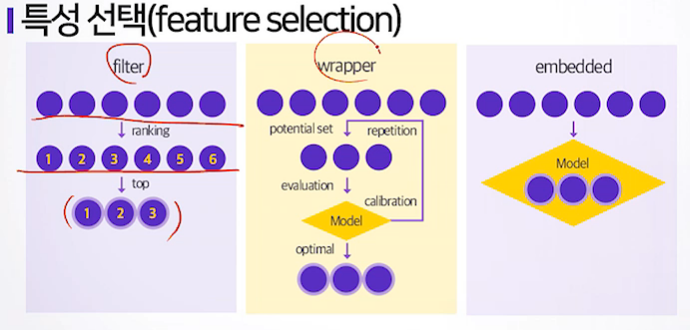 특성 선택(feature selection)
filter
ranking
1 2 3 4 5 6
top
1 2 3
wrapper
potential set
repetition
evaluation
calibration
Model
optimal
embedded
Model